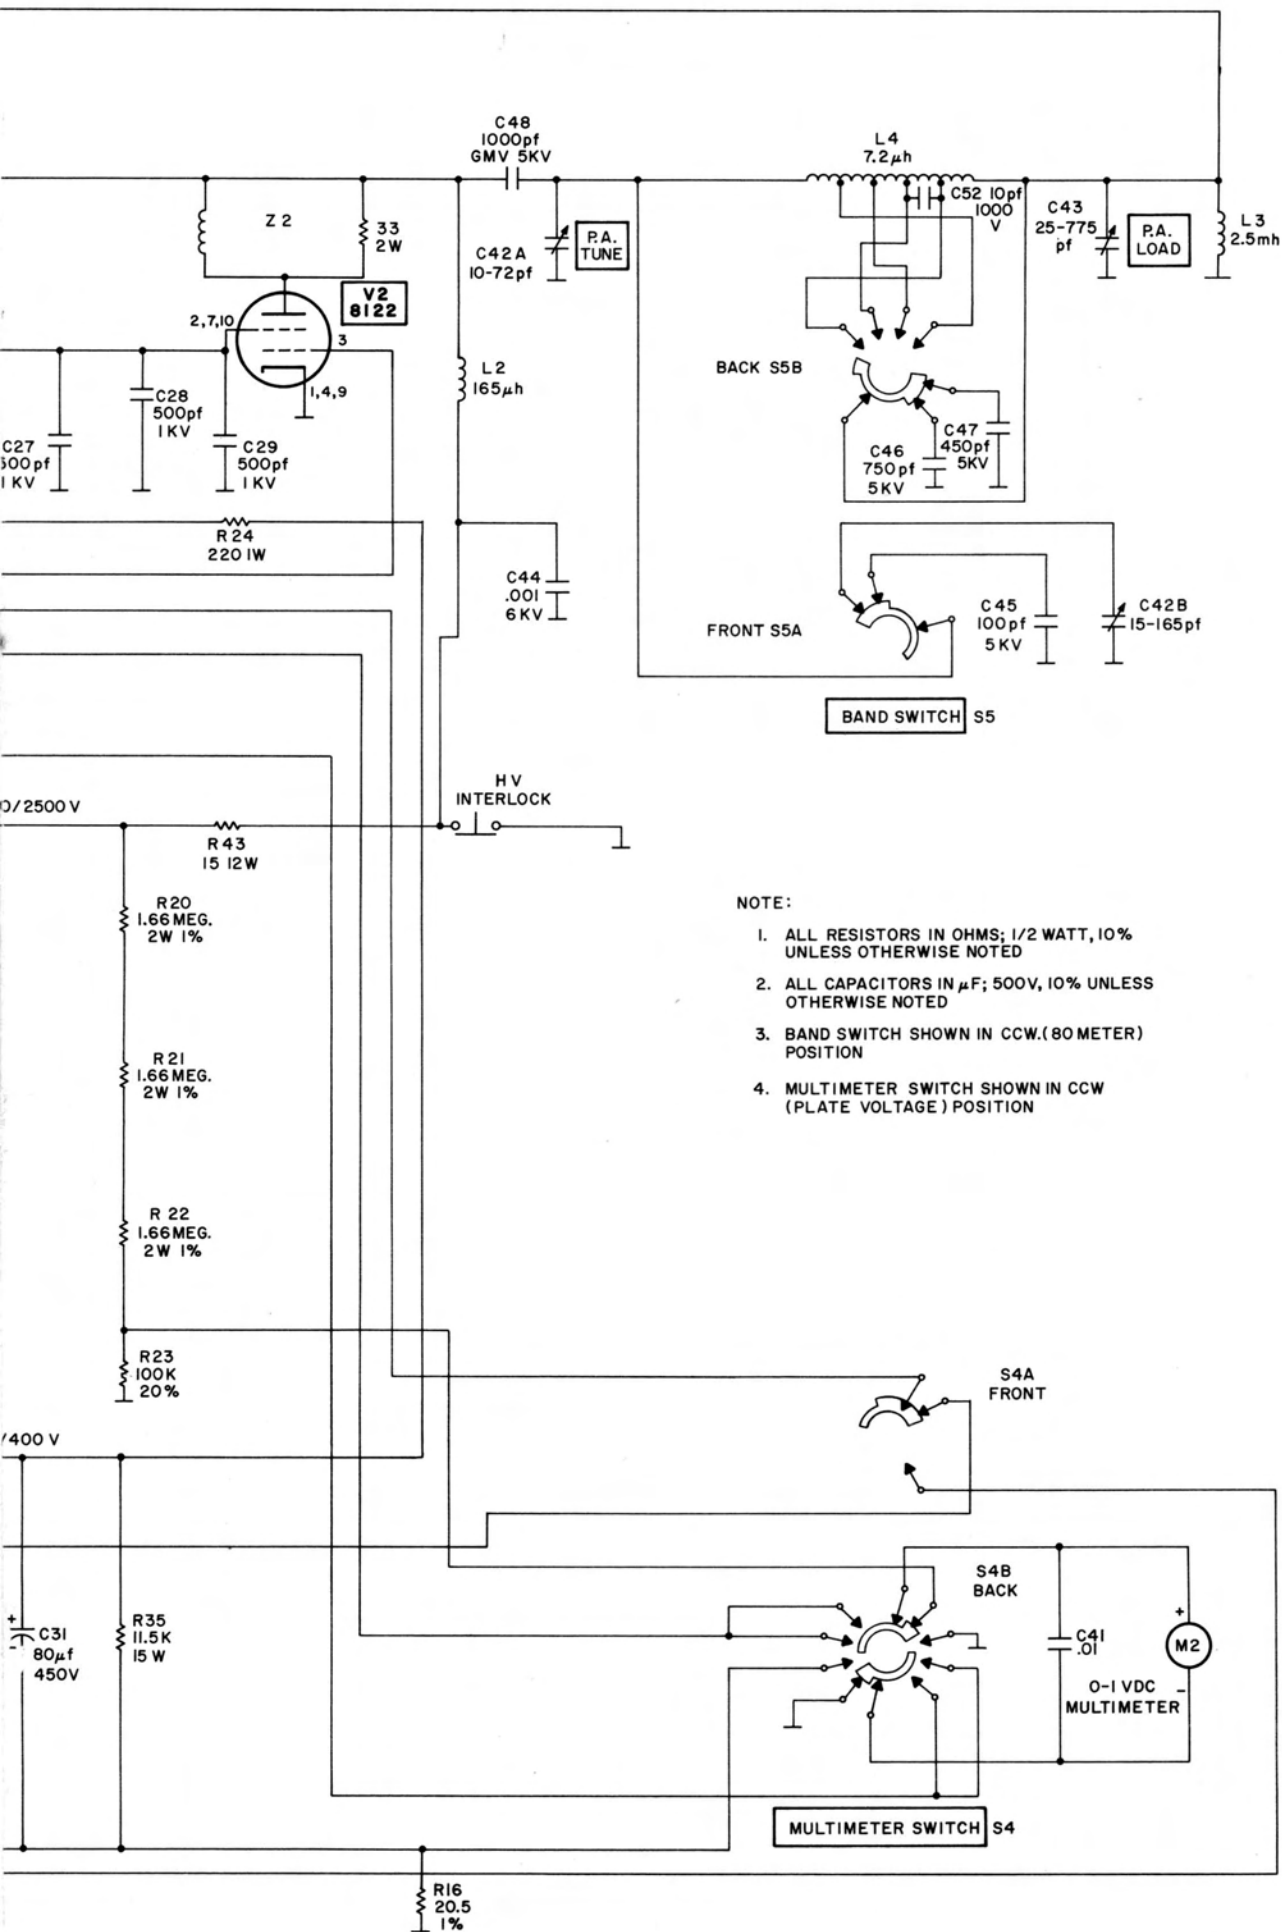 C48
1000pf
GMV 5KV
L4
7.2μh
C52 10pf
1000
V
C43
25-775
pf
P.A.
LOAD
L3
2.5mh
Z2
33
2W
C42A
10-72pf
P.A.
TUNE
V2
8122
2,7,10
3
1,4,9
L2
165μh
BACK S5B
C28
500pf
1KV
C27
500pf
1KV
C29
500pf
1KV
C46
750pf
5KV
C47
450pf
5KV
R24
220 1W
C44
.001
6KV
FRONT S5A
C45
100pf
5KV
C42B
15-165pf
BAND SWITCH S5
HV
INTERLOCK
0/2500 V
R43
15 12W
R20
1.66MEG.
2W 1%
NOTE:
1. ALL RESISTORS IN OHMS; 1/2 WATT, 10%
UNLESS OTHERWISE NOTED
2. ALL CAPACITORS IN μF; 500V, 10% UNLESS
OTHERWISE NOTED
3. BAND SWITCH SHOWN IN CCW.(80 METER)
POSITION
4. MULTIMETER SWITCH SHOWN IN CCW
(PLATE VOLTAGE) POSITION
R21
1.66MEG.
2W 1%
R 22
1.66MEG.
2W 1%
R23
100K
20%
S4A
FRONT
/400 V
S4B
BACK
+
-
C31
80μf
450V
R35
11.5K
15 W
C41
.01
+
M2
-
0-1 VDC
MULTIMETER
MULTIMETER SWITCH S4
R16
20.5
1%